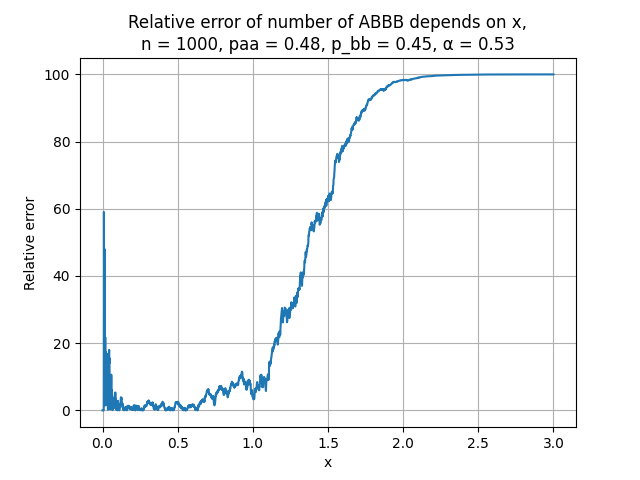 Relative error of number of ABBB depends on x,
n = 1000, paa = 0.48, p_bb = 0.45, α = 0.53
100
80
60
40
20
0
Relative error
0.0 0.5 1.0 1.5 2.0 2.5 3.0
x